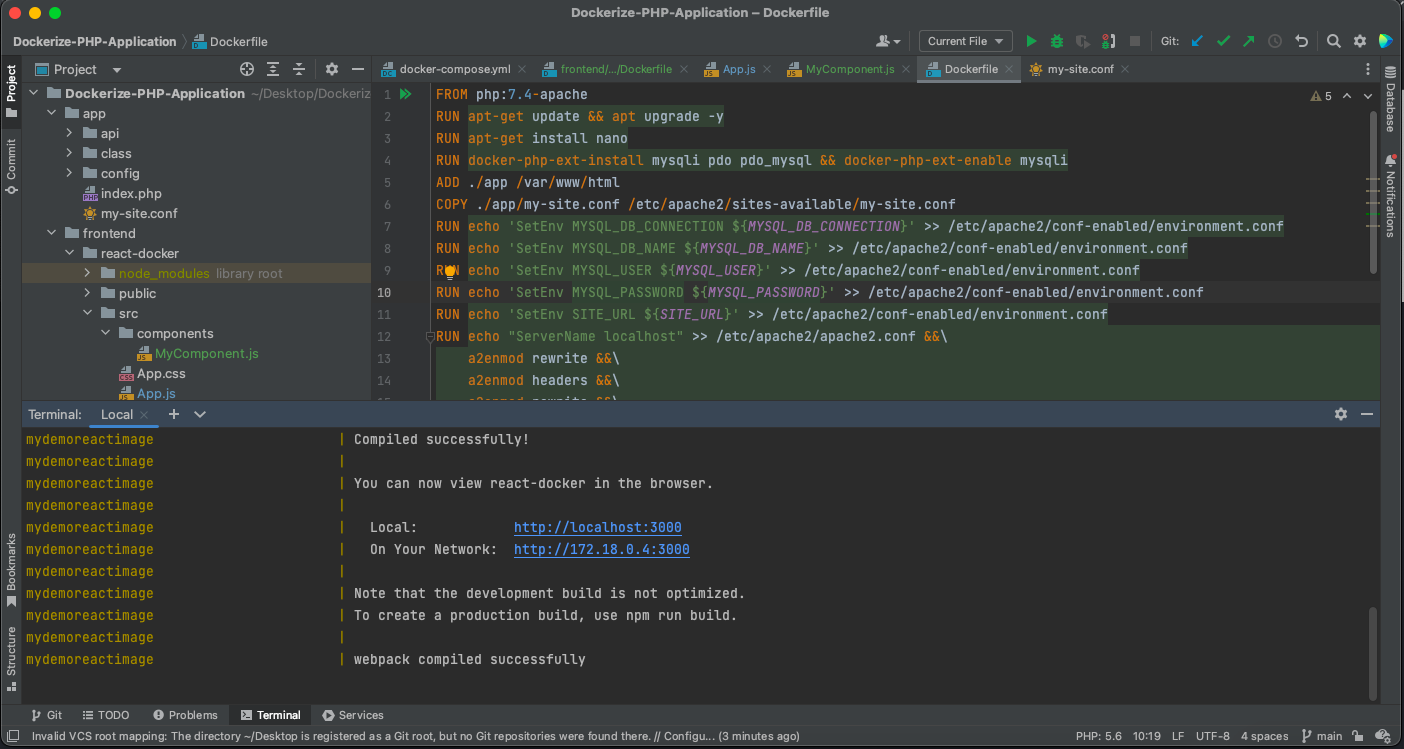 Dockerize-PHP-Application – Dockerfile
Dockerize-PHP-Application Dockerfile
Current File
Git:
Project
docker-compose.yml
frontend/.../Dockerfile
App.js
MyComponent.js
Dockerfile
my-site.conf
Project
Commit
Bookmarks
Structure
Database
Notifications
Dockerize-PHP-Application ~/Desktop/Dockeriz
app
api
class
config
index.php
my-site.conf
frontend
react-docker
node_modules library root
public
src
components
MyComponent.js
App.css
App.js
5
1 FROM php:7.4-apache
2 RUN apt-get update && apt upgrade -y
3 RUN apt-get install nano
4 RUN docker-php-ext-install mysqli pdo pdo_mysql && docker-php-ext-enable mysqli
5 ADD ./app /var/www/html
6 COPY ./app/my-site.conf /etc/apache2/sites-available/my-site.conf
7 RUN echo 'SetEnv MYSQL_DB_CONNECTION ${MYSQL_DB_CONNECTION}' >> /etc/apache2/conf-enabled/environment.conf
8 RUN echo 'SetEnv MYSQL_DB_NAME ${MYSQL_DB_NAME}' >> /etc/apache2/conf-enabled/environment.conf
9 RUN echo 'SetEnv MYSQL_USER ${MYSQL_USER}' >> /etc/apache2/conf-enabled/environment.conf
10 RUN echo 'SetEnv MYSQL_PASSWORD ${MYSQL_PASSWORD}' >> /etc/apache2/conf-enabled/environment.conf
11 RUN echo 'SetEnv SITE_URL ${SITE_URL}' >> /etc/apache2/conf-enabled/environment.conf
12 RUN echo "ServerName localhost" >> /etc/apache2/apache2.conf &&\
13 a2enmod rewrite &&\
14 a2enmod headers &&\
Terminal: Local
mydemoreactimage | Compiled successfully!
mydemoreactimage |
mydemoreactimage | You can now view react-docker in the browser.
mydemoreactimage |
mydemoreactimage | Local: http://localhost:3000
mydemoreactimage | On Your Network: http://172.18.0.4:3000
mydemoreactimage |
mydemoreactimage | Note that the development build is not optimized.
mydemoreactimage | To create a production build, use npm run build.
mydemoreactimage |
mydemoreactimage | webpack compiled successfully
Git TODO Problems Terminal Services
Invalid VCS root mapping: The directory ~/Desktop is registered as a Git root, but no Git repositories were found there. // Configu... (3 minutes ago) PHP: 5.6 10:19 LF UTF-8 4 spaces main